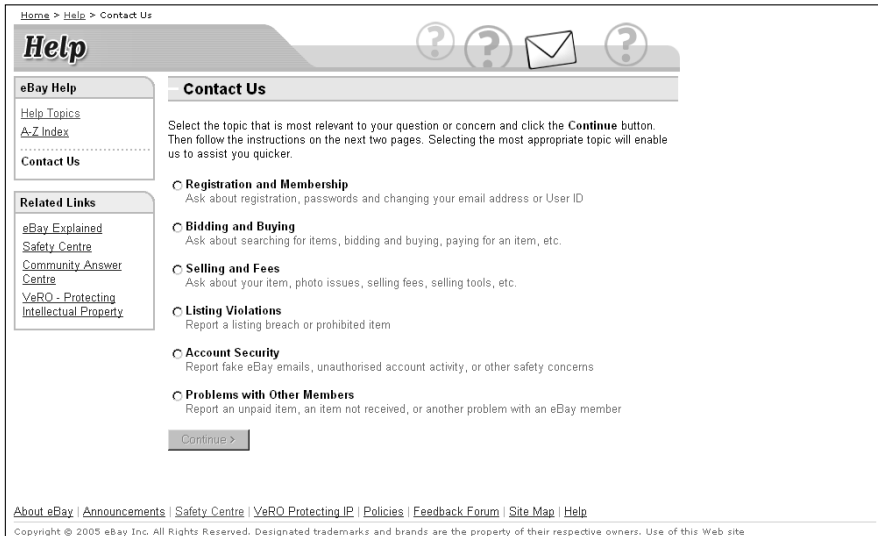 Home > Help > Contact Us
Help
eBay Help
Help Topics
A-Z Index
Contact Us
Related Links
eBay Explained
Safety Centre
Community Answer
Centre
VeRO - Protecting
Intellectual Property
Contact Us
Select the topic that is most relevant to your question or concern and click the Continue button.
Then follow the instructions on the next two pages. Selecting the most appropriate topic will enable
us to assist you quicker.
Registration and Membership
Ask about registration, passwords and changing your email address or User ID
Bidding and Buying
Ask about searching for items, bidding and buying, paying for an item, etc.
Selling and Fees
Ask about your item, photo issues, selling fees, selling tools, etc.
Listing Violations
Report a listing breach or prohibited item
Account Security
Report fake eBay emails, unauthorised account activity, or other safety concerns
Problems with Other Members
Report an unpaid item, an item not received, or another problem with an eBay member
Continue >
About eBay | Announcements | Safety Centre | VeRO Protecting IP | Policies | Feedback Forum | Site Map | Help
Copyright © 2005 eBay Inc. All Rights Reserved. Designated trademarks and brands are the property of their respective owners. Use of this Web site